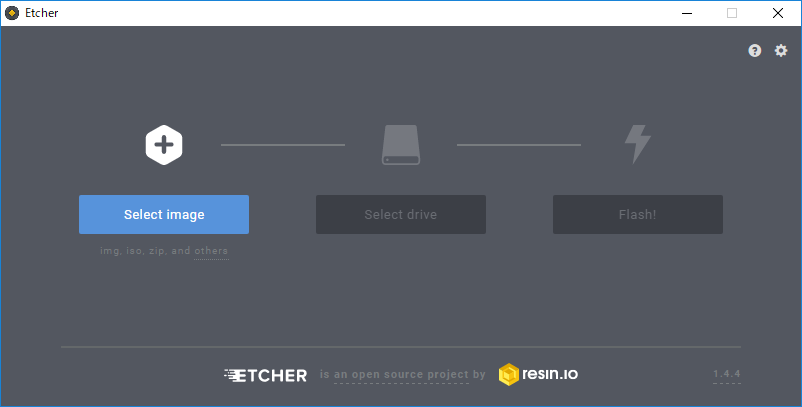 Etcher
Select image
Select drive
Flash!
img, iso, zip, and others
ETCHER is an open source project by resin.io
1.4.4